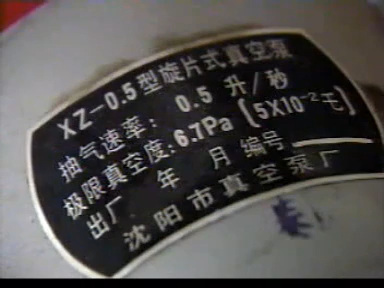 XZ-0.5型旋片式真空泵
抽气速率: 0.5 升/秒
极限真空度:6.7Pa〔5X10⁻²毛〕
出厂 年 月 编号
沈阳市真空泵厂